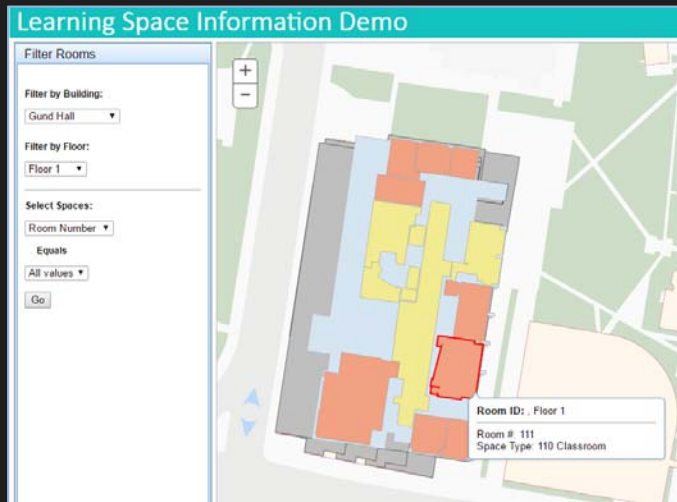 Learning Space Information Demo
Filter Rooms
Filter by Building:
Gund Hall
Filter by Floor:
Floor 1
Select Spaces:
Room Number
Equals
All values
Go
+
−
Room ID: , Floor 1
Room #: 111
Space Type: 110 Classroom